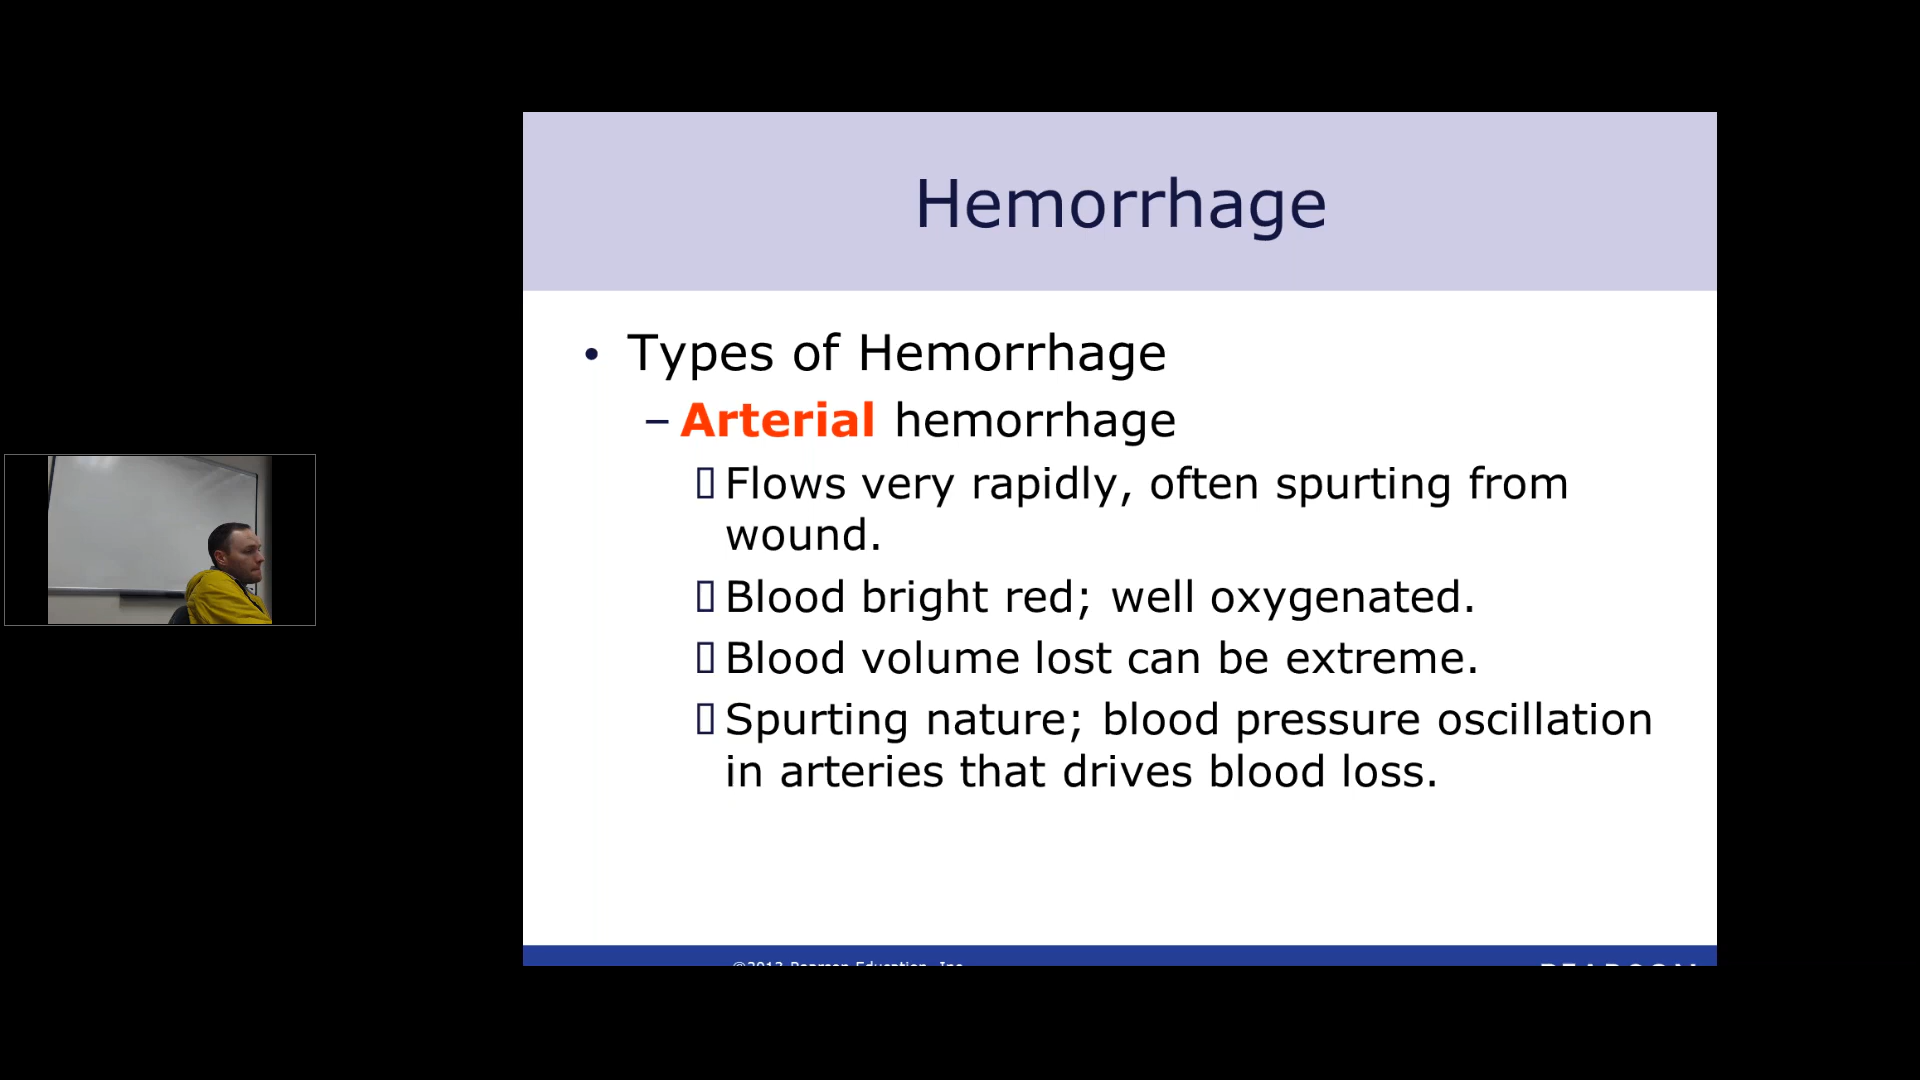 Hemorrhage
• Types of Hemorrhage
– Arterial hemorrhage
Flows very rapidly, often spurting from
wound.
Blood bright red; well oxygenated.
Blood volume lost can be extreme.
Spurting nature; blood pressure oscillation
in arteries that drives blood loss.
©2013 Pearson Education, Inc.
PEARSON